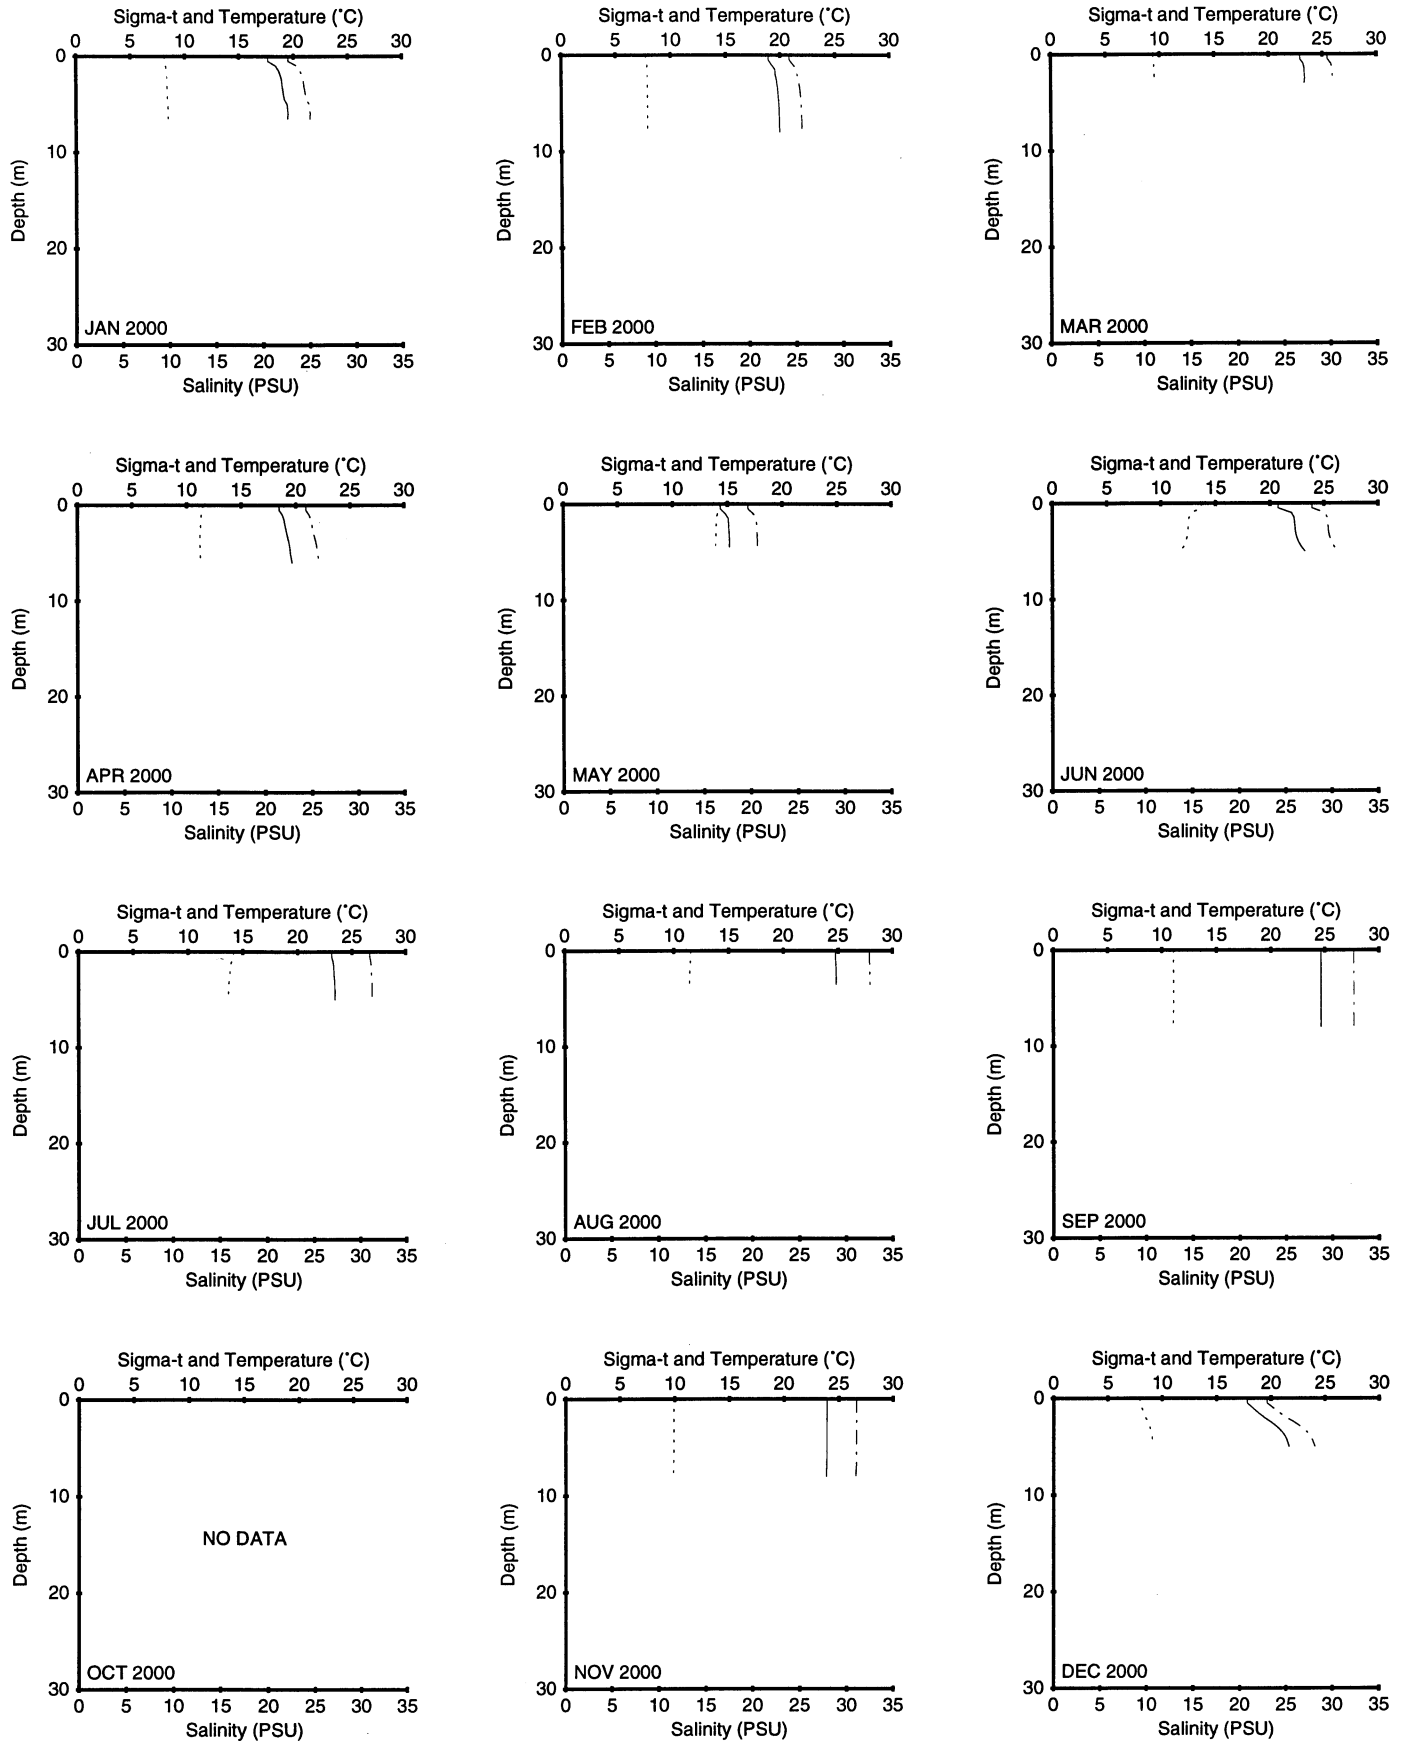 Sigma-t and Temperature (˚C) Sigma-t and Temperature (˚C) Sigma-t and Temperature (˚C)
0 5 10 15 20 25 30 0 5 10 15 20 25 30 0 5 10 15 20 25 30
0 0 0
10 10 10
Depth (m) Depth (m) Depth (m)
20 20 20
JAN 2000 FEB 2000 MAR 2000
30 30 30
0 5 10 15 20 25 30 35 0 5 10 15 20 25 30 35 0 5 10 15 20 25 30 35
Salinity (PSU) Salinity (PSU) Salinity (PSU)
Sigma-t and Temperature (˚C) Sigma-t and Temperature (˚C) Sigma-t and Temperature (˚C)
0 5 10 15 20 25 30 0 5 10 15 20 25 30 0 5 10 15 20 25 30
0 0 0
10 10 10
Depth (m) Depth (m) Depth (m)
20 20 20
APR 2000 MAY 2000 JUN 2000
30 30 30
0 5 10 15 20 25 30 35 0 5 10 15 20 25 30 35 0 5 10 15 20 25 30 35
Salinity (PSU) Salinity (PSU) Salinity (PSU)
Sigma-t and Temperature (˚C) Sigma-t and Temperature (˚C) Sigma-t and Temperature (˚C)
0 5 10 15 20 25 30 0 5 10 15 20 25 30 0 5 10 15 20 25 30
0 0 0
10 10 10
Depth (m) Depth (m) Depth (m)
20 20 20
JUL 2000 AUG 2000 SEP 2000
30 30 30
0 5 10 15 20 25 30 35 0 5 10 15 20 25 30 35 0 5 10 15 20 25 30 35
Salinity (PSU) Salinity (PSU) Salinity (PSU)
Sigma-t and Temperature (˚C) Sigma-t and Temperature (˚C) Sigma-t and Temperature (˚C)
0 5 10 15 20 25 30 0 5 10 15 20 25 30 0 5 10 15 20 25 30
0 0 0
10 10 10
NO DATA
Depth (m) Depth (m) Depth (m)
20 20 20
OCT 2000 NOV 2000 DEC 2000
30 30 30
0 5 10 15 20 25 30 35 0 5 10 15 20 25 30 35 0 5 10 15 20 25 30 35
Salinity (PSU) Salinity (PSU) Salinity (PSU)